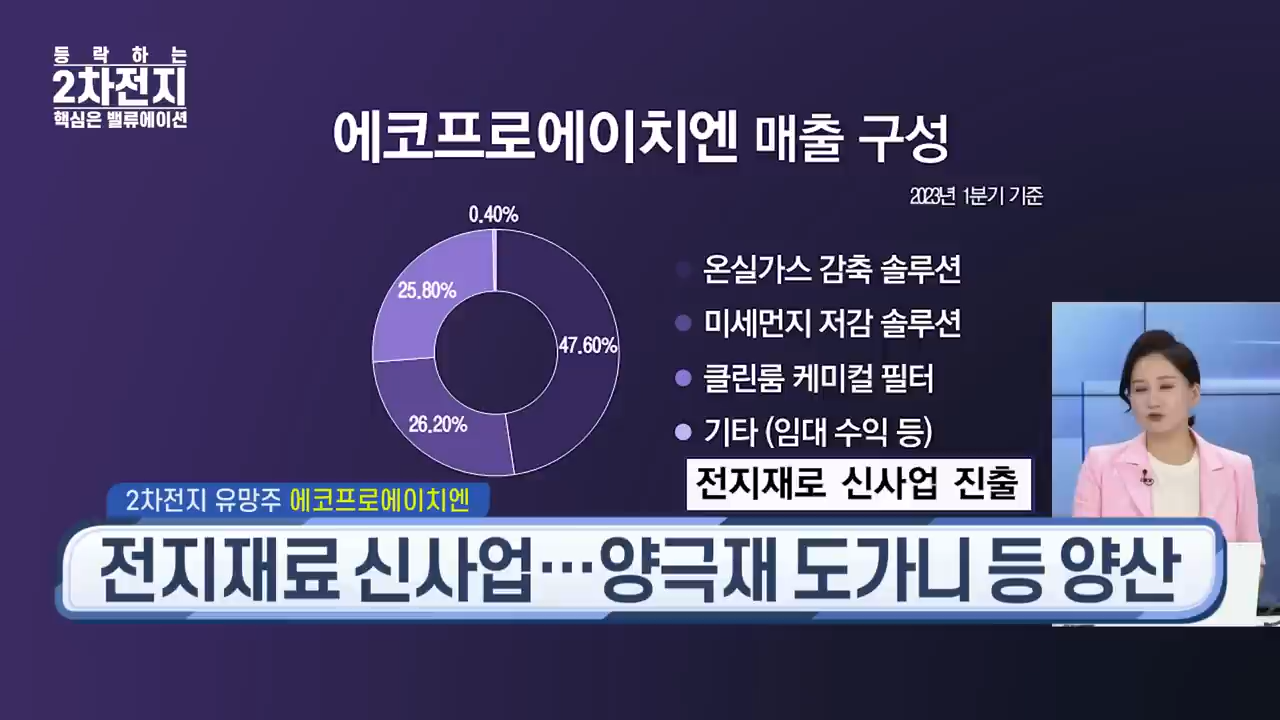 등락하는
2차전지
핵심은 밸류에이션
에코프로에이치엔 매출 구성
2023년 1분기 기준
0.40%
25.80%
47.60%
26.20%
온실가스 감축 솔루션
미세먼지 저감 솔루션
클린룸 케미컬 필터
기타 (임대 수익 등)
전지재로 신사업 진출
2차전지 유망주 에코프로에이치엔
전지재료 신사업…양극재 도가니 등 양산